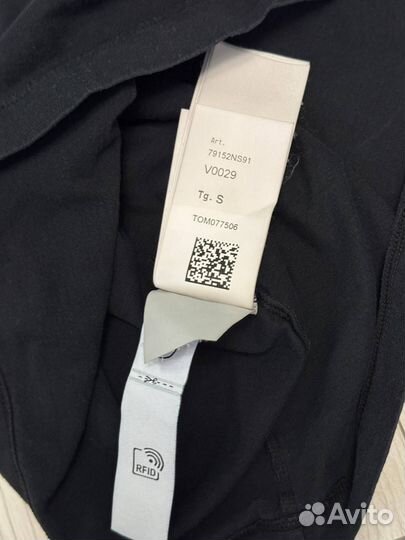 Art.
79152NS91
V0029
Tg. S
TOM077506
RFID
Avito